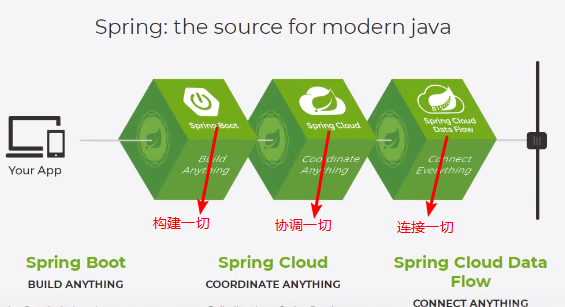 Spring: the source for modern java
Spring Boot
Spring Cloud
Spring Cloud
Data Flow
Build
Anything
Coordinate
Anything
Connect
Everything
Your App
构建一切
协调一切
连接一切
Spring Boot
BUILD ANYTHING
Spring Cloud
COORDINATE ANYTHING
Spring Cloud Data
Flow
CONNECT ANYTHING